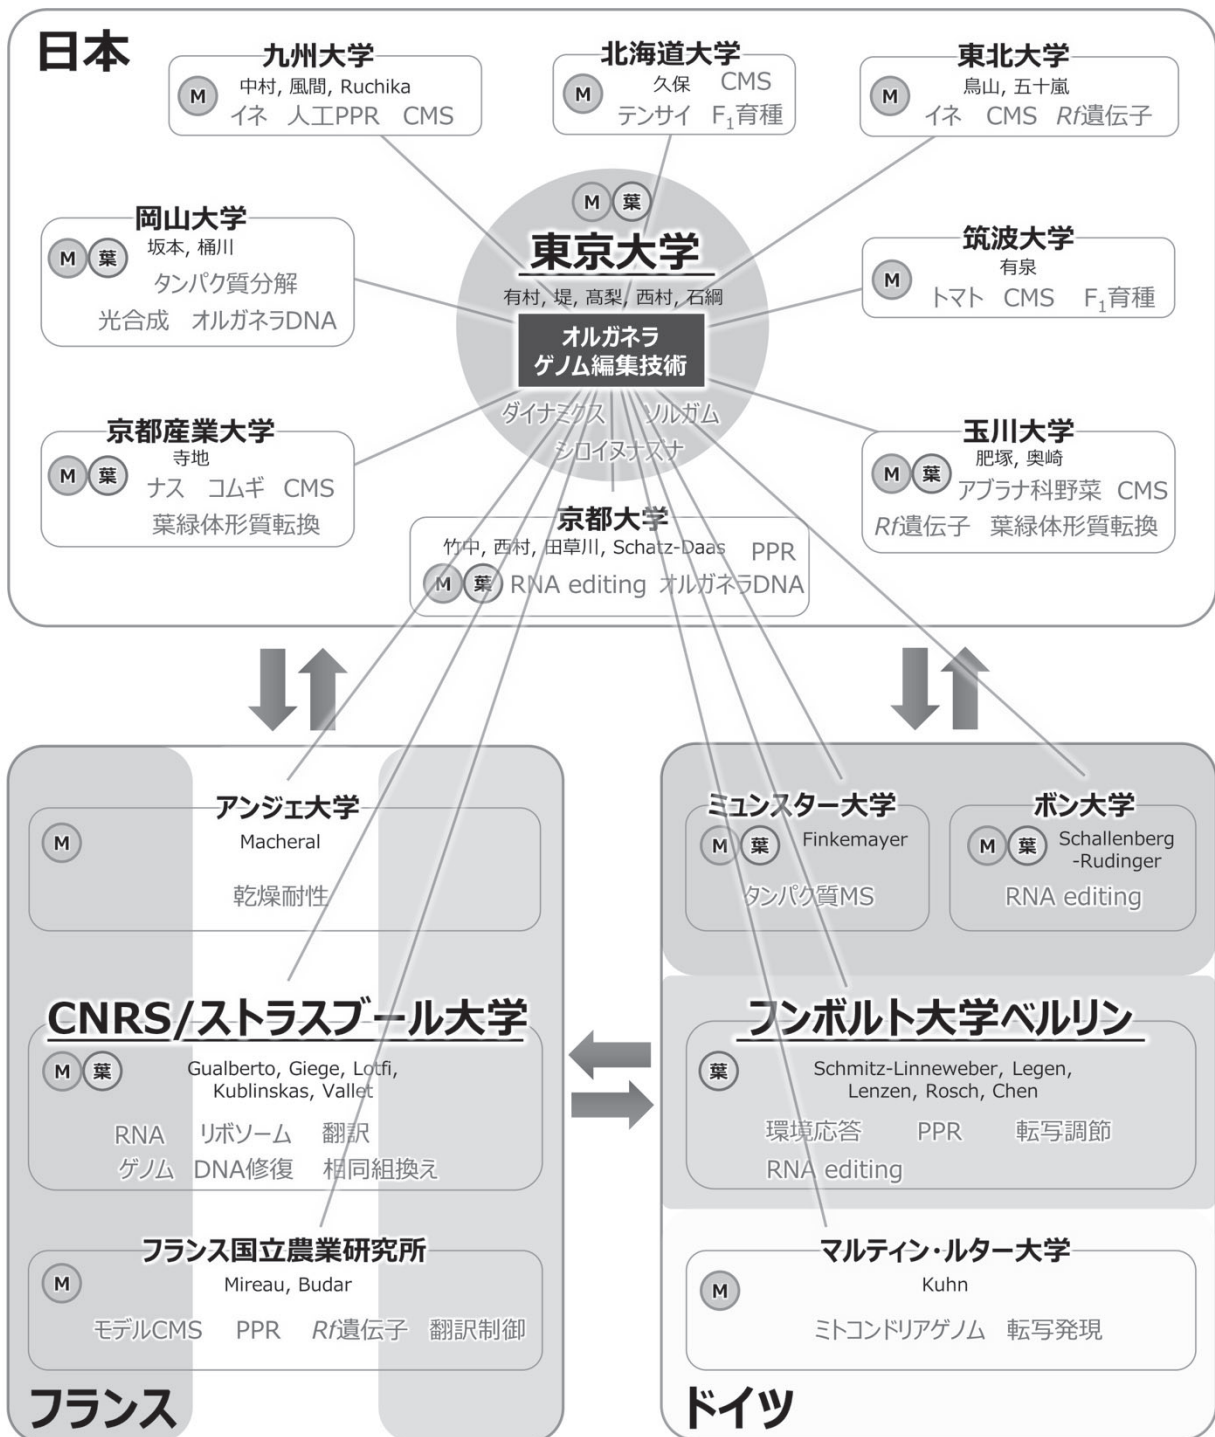 日本
九州大学
M
中村, 風間, Ruchika
イネ 人工PPR CMS
北海道大学
M
久保 CMS
テンサイ F₁育種
東北大学
M
鳥山, 五十嵐
イネ CMS Rf遺伝子
岡山大学
M 葉
坂本, 桶川
タンパク質分解
光合成 オルガネラDNA
M 葉
東京大学
有村, 堤, 髙梨, 西村, 石綱
オルガネラ
ゲノム編集技術
ダイナミクス ソルガム
シロイヌナズナ
筑波大学
M
有泉
トマト CMS F₁育種
京都産業大学
M 葉
寺地
ナス コムギ CMS
葉緑体形質転換
京都大学
竹中, 西村, 田草川, Schatz-Daas PPR
M 葉 RNA editing オルガネラDNA
玉川大学
M 葉
肥塚, 奥崎
アブラナ科野菜 CMS
Rf遺伝子 葉緑体形質転換
アンジェ大学
M
Macheral
乾燥耐性
CNRS/ストラスブール大学
M 葉
Gualberto, Giege, Lotfi,
Kublinskas, Vallet
RNA リボソーム 翻訳
ゲノム DNA修復 相同組換え
フランス国立農業研究所
M
Mireau, Budar
モデルCMS PPR Rf遺伝子 翻訳制御
フランス
ミュンスター大学
M 葉 Finkemayer
タンパク質MS
ボン大学
M 葉
Schallenberg
-Rudinger
RNA editing
フンボルト大学ベルリン
葉
Schmitz-Linneweber, Legen,
Lenzen, Rosch, Chen
環境応答 PPR 転写調節
RNA editing
マルティン・ルター大学
M
Kuhn
ミトコンドリアゲノム 転写発現
ドイツ